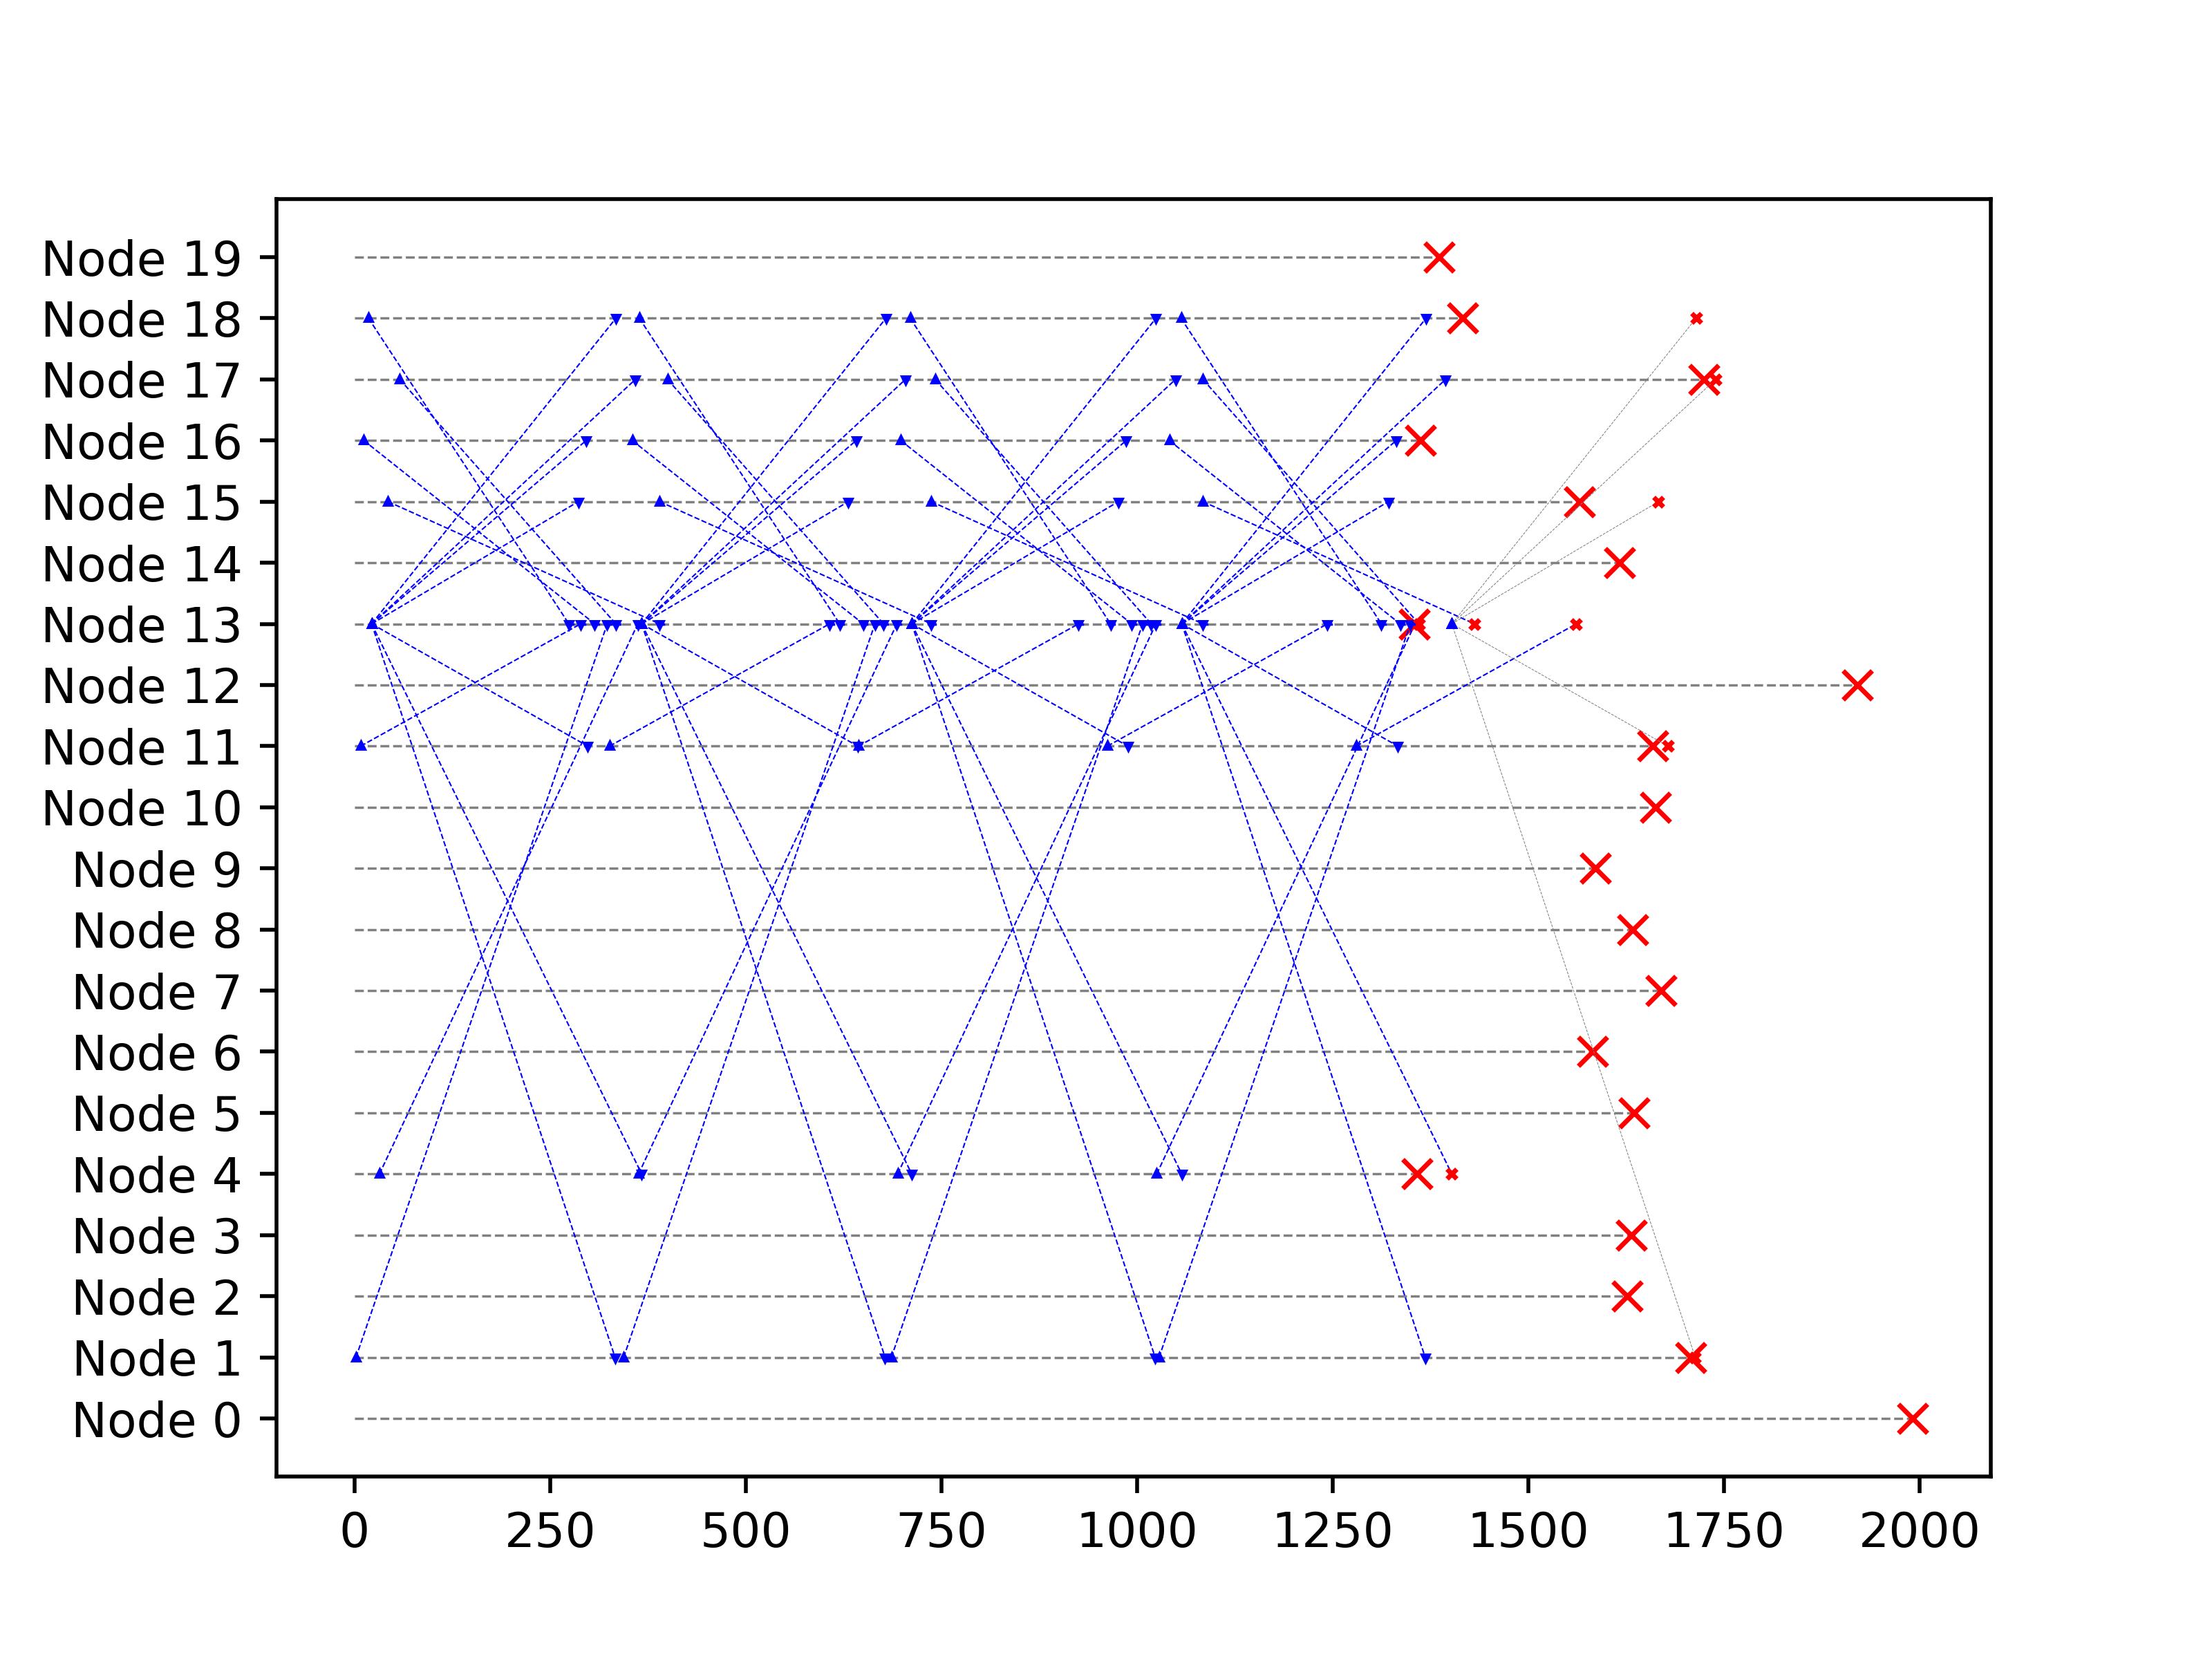 Node 19
Node 18
Node 17
Node 16
Node 15
Node 14
Node 13
Node 12
Node 11
Node 10
Node 9
Node 8
Node 7
Node 6
Node 5
Node 4
Node 3
Node 2
Node 1
Node 0
0 250 500 750 1000 1250 1500 1750 2000